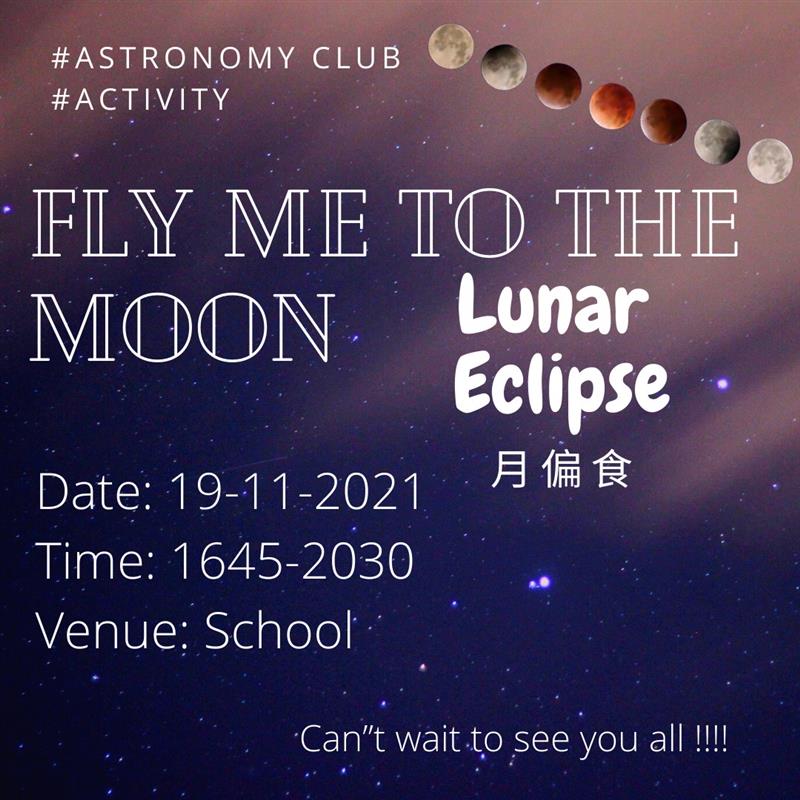 #ASTRONOMY CLUB
#ACTIVITY
FLY ME TO THE
MOON
Lunar
Eclipse
月偏食
Date: 19-11-2021
Time: 1645-2030
Venue: School
Can”t wait to see you all !!!!